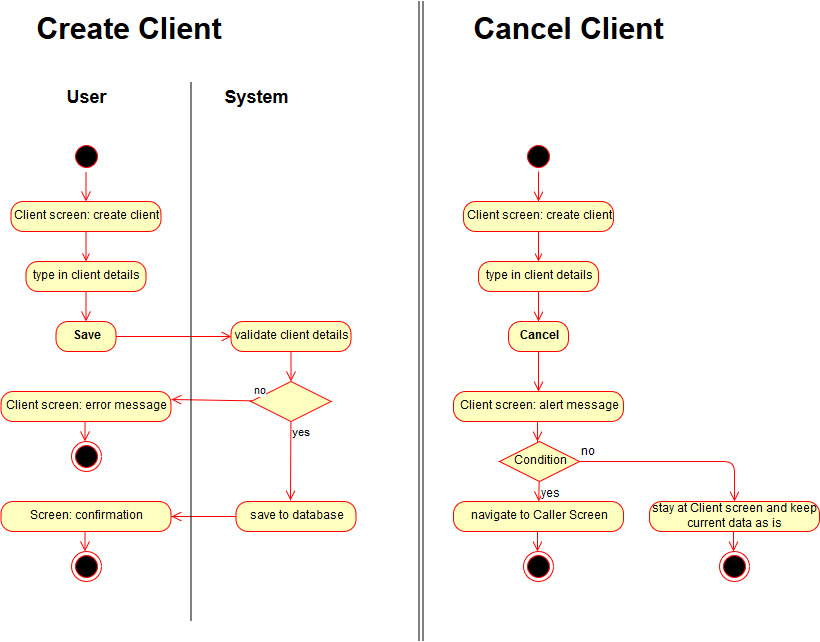 Create Client
User
System
Client screen: create client
type in client details
Save
validate client details
no
Client screen: error message
yes
Screen: confirmation
save to database
Cancel Client
Client screen: create client
type in client details
Cancel
Client screen: alert message
Condition
no
yes
navigate to Caller Screen
stay at Client screen and keep
current data as is